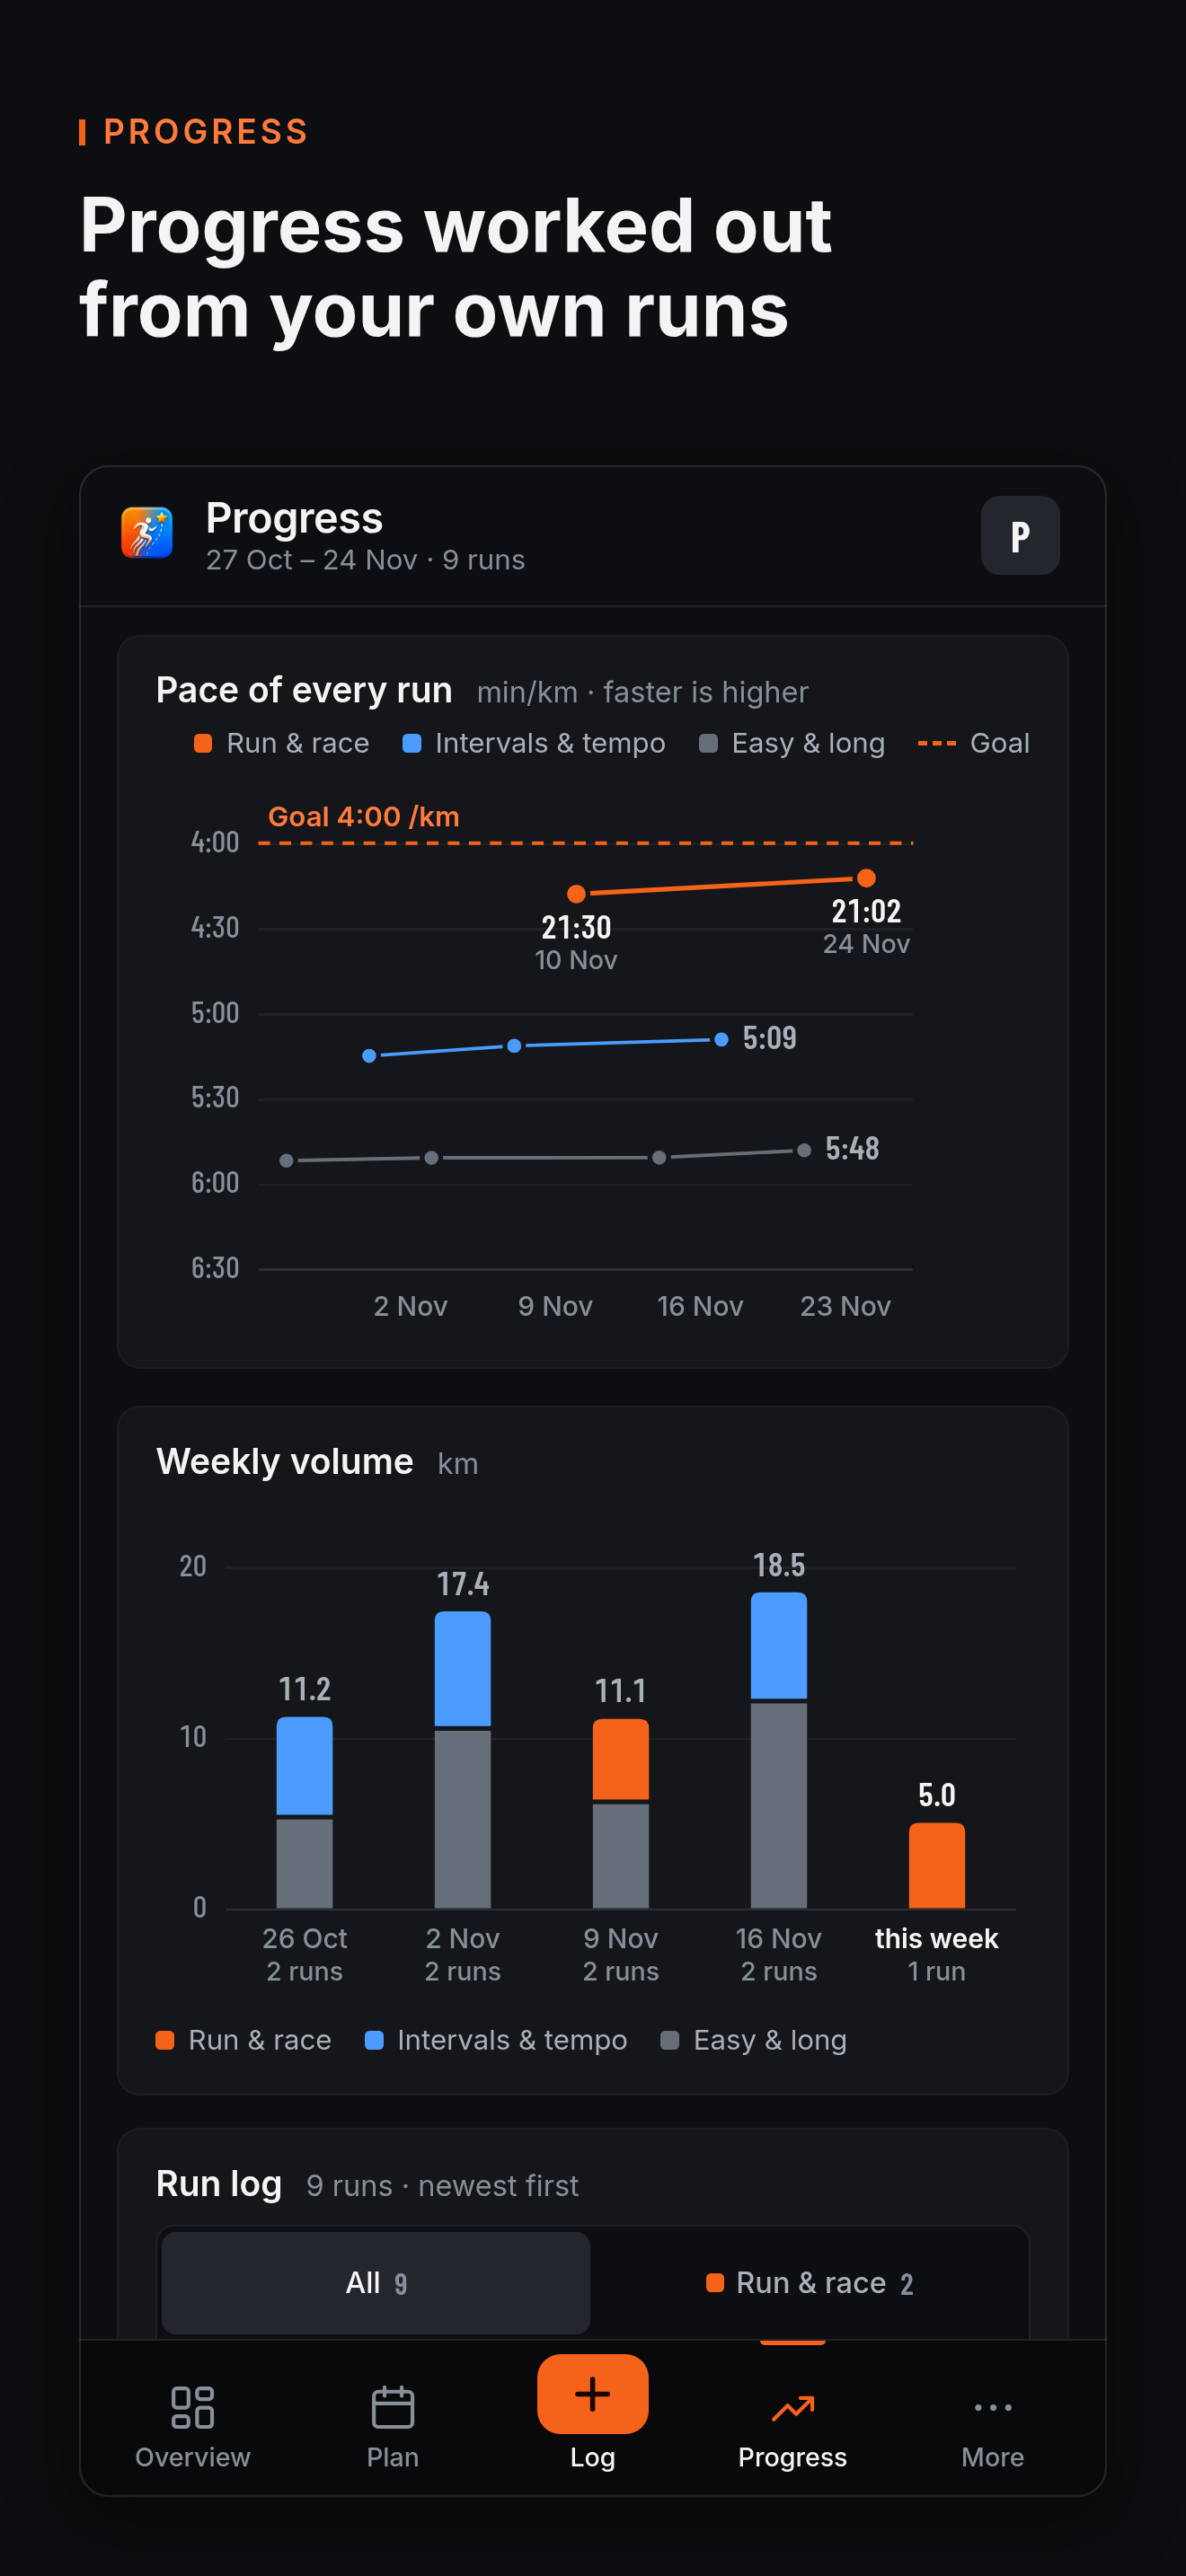 PROGRESS
Progress worked out
from your own runs
Progress
27 Oct – 24 Nov · 9 runs
P
Pace of every run min/km · faster is higher
Run & race Intervals & tempo Easy & long Goal
Goal 4:00 /km
4:00
21:30
10 Nov
21:02
24 Nov
4:30
5:00
5:09
5:30
5:48
6:00
6:30
2 Nov 9 Nov 16 Nov 23 Nov
Weekly volume km
20
17.4
18.5
11.2
11.1
10
5.0
0
26 Oct 2 Nov 9 Nov 16 Nov this week
2 runs 2 runs 2 runs 2 runs 1 run
Run & race Intervals & tempo Easy & long
Run log 9 runs · newest first
All 9 Run & race 2
Overview Plan Log Progress More